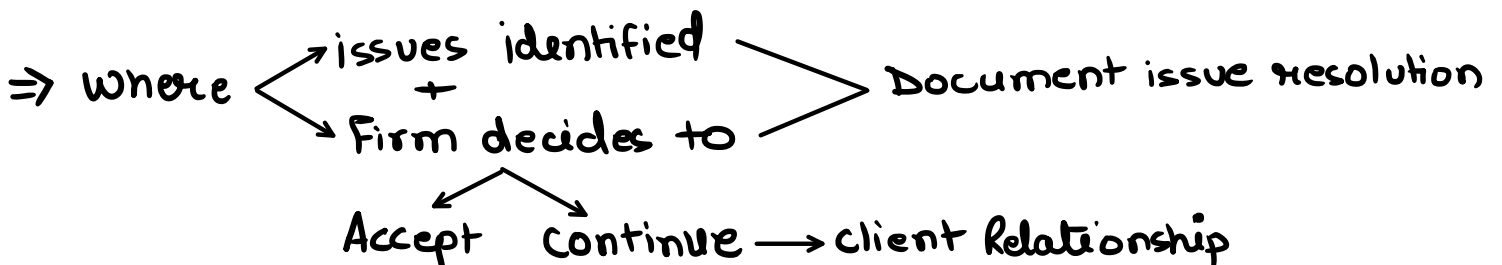 ⇒ Where → issues identified
+
→ Firm decides to
Document issue resolution
Accept Continue → Client Relationship